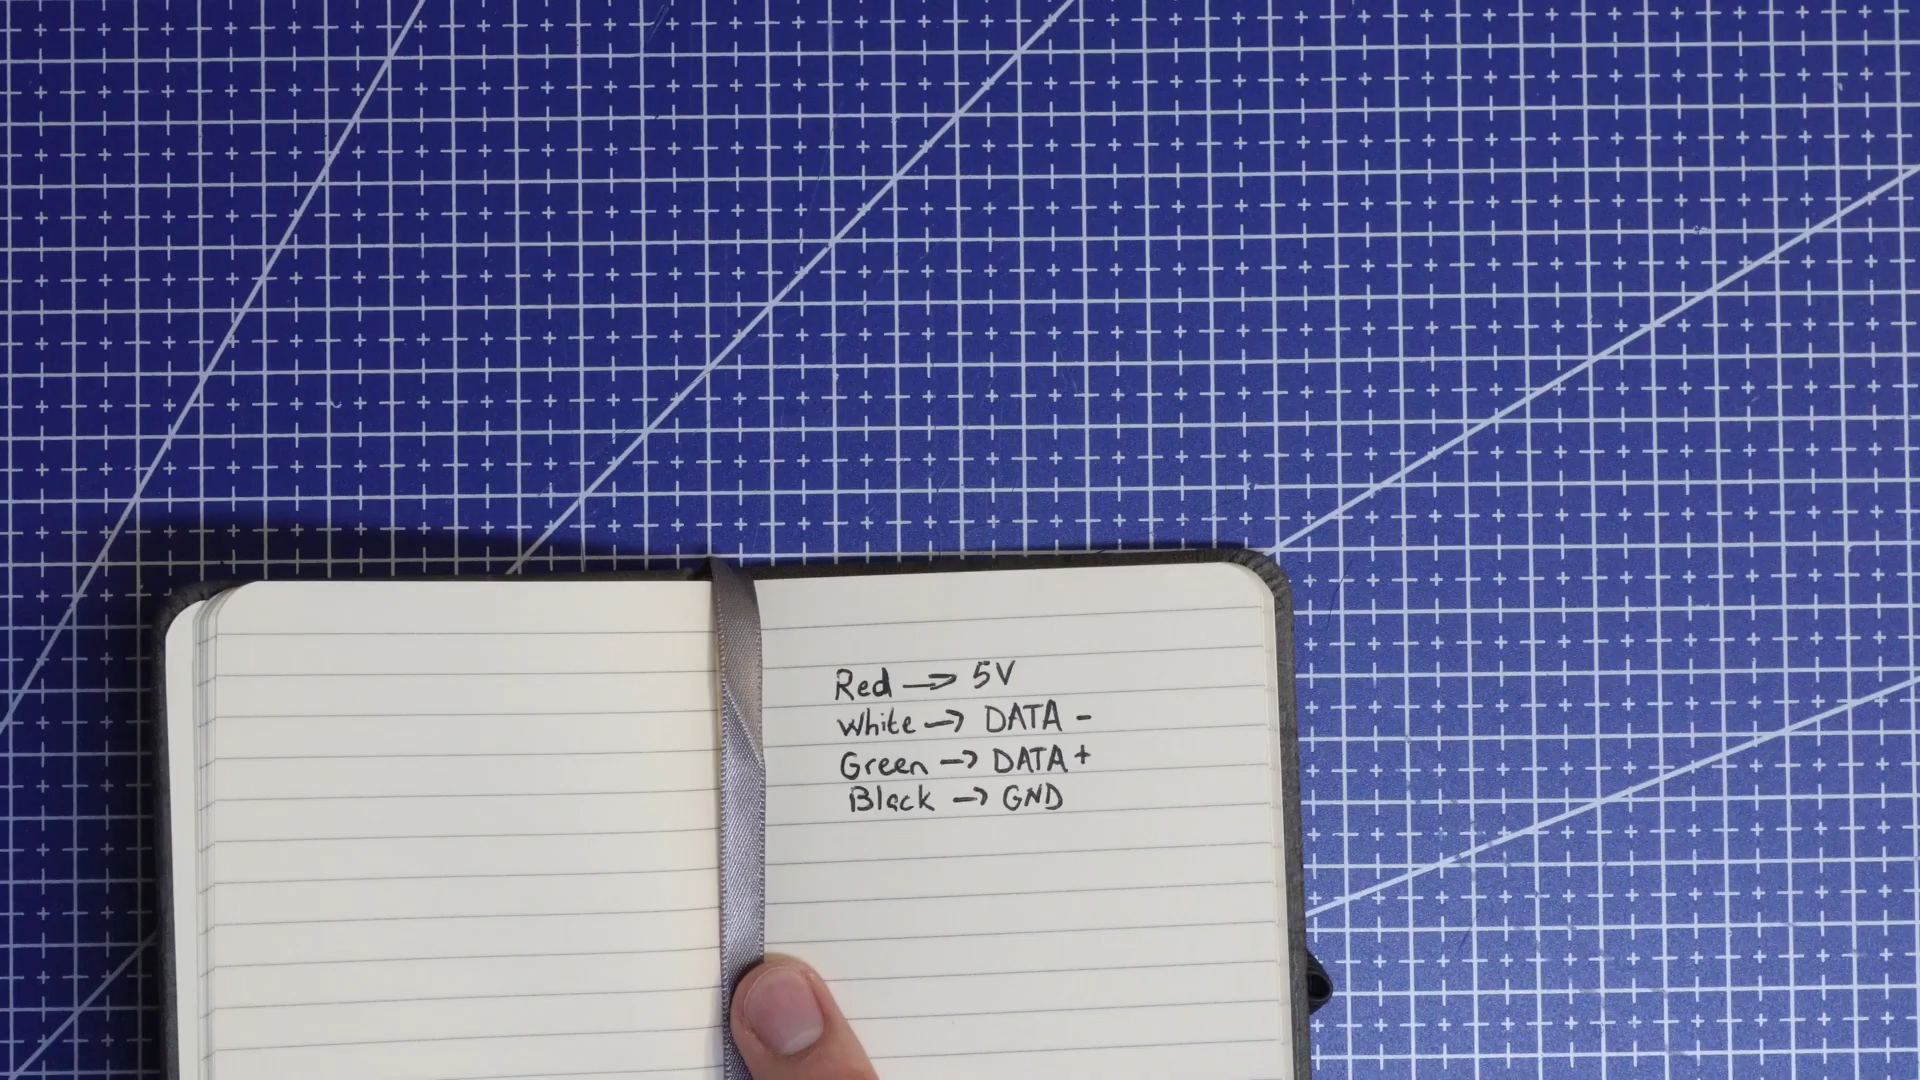 Red → 5V
White → DATA -
Green → DATA+
Black → GND